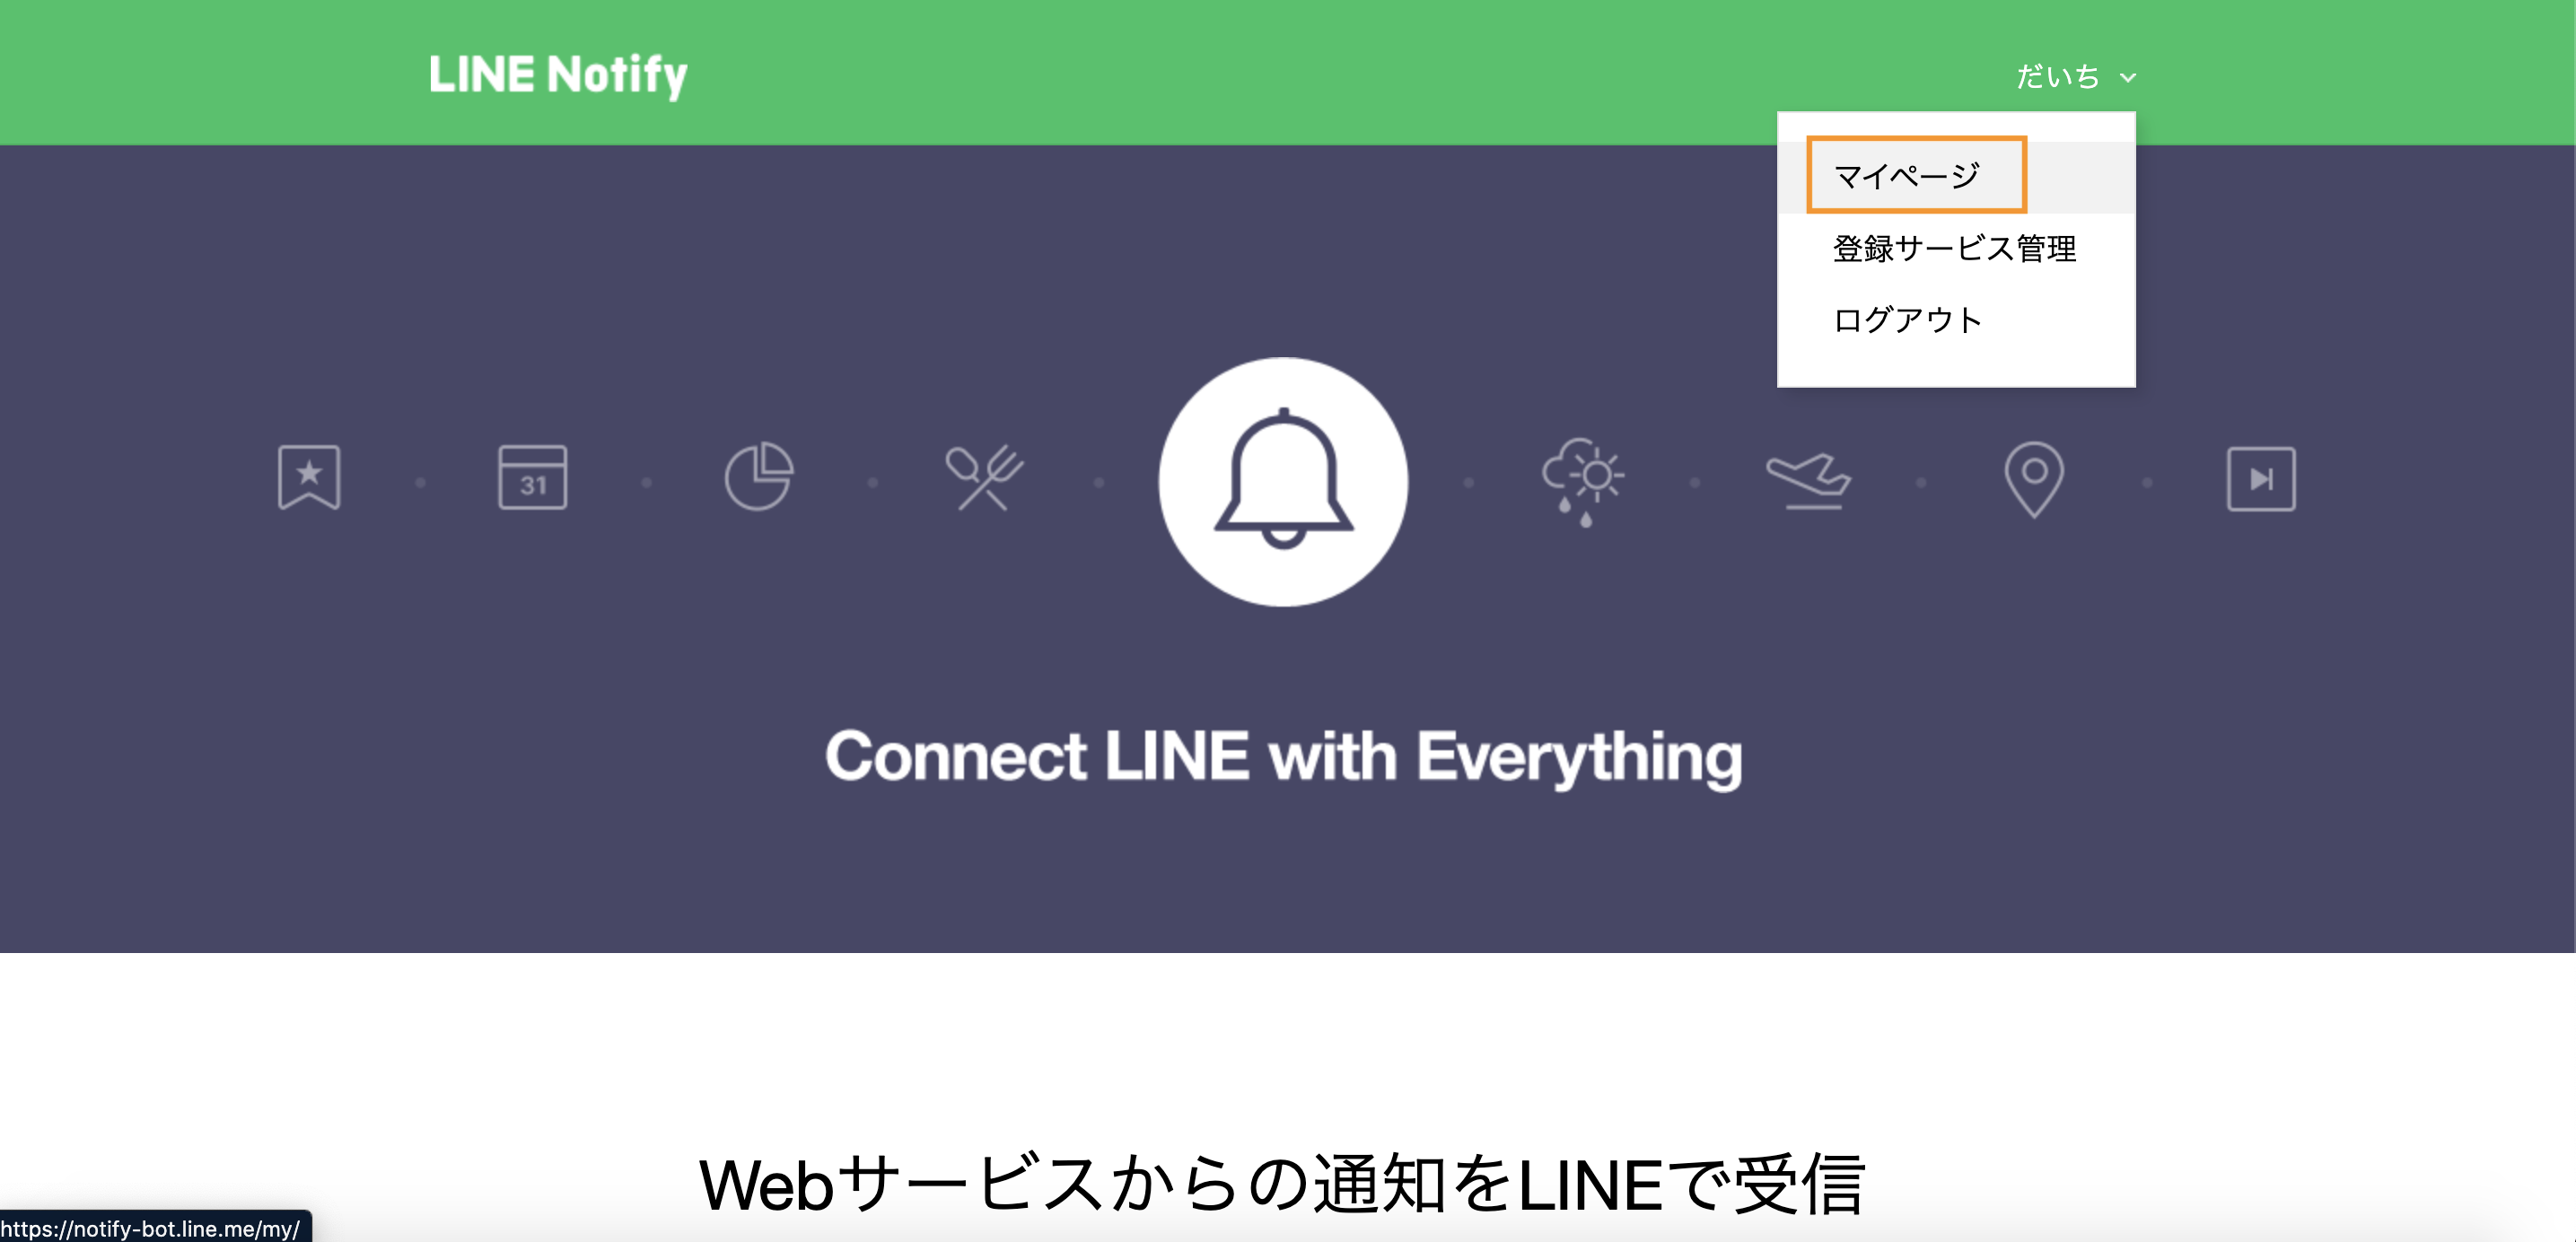 LINE Notify
だいち
マイページ
登録サービス管理
ログアウト
31
Connect LINE with Everything
Webサービスからの通知をLINEで受信
https://notify-bot.line.me/my/